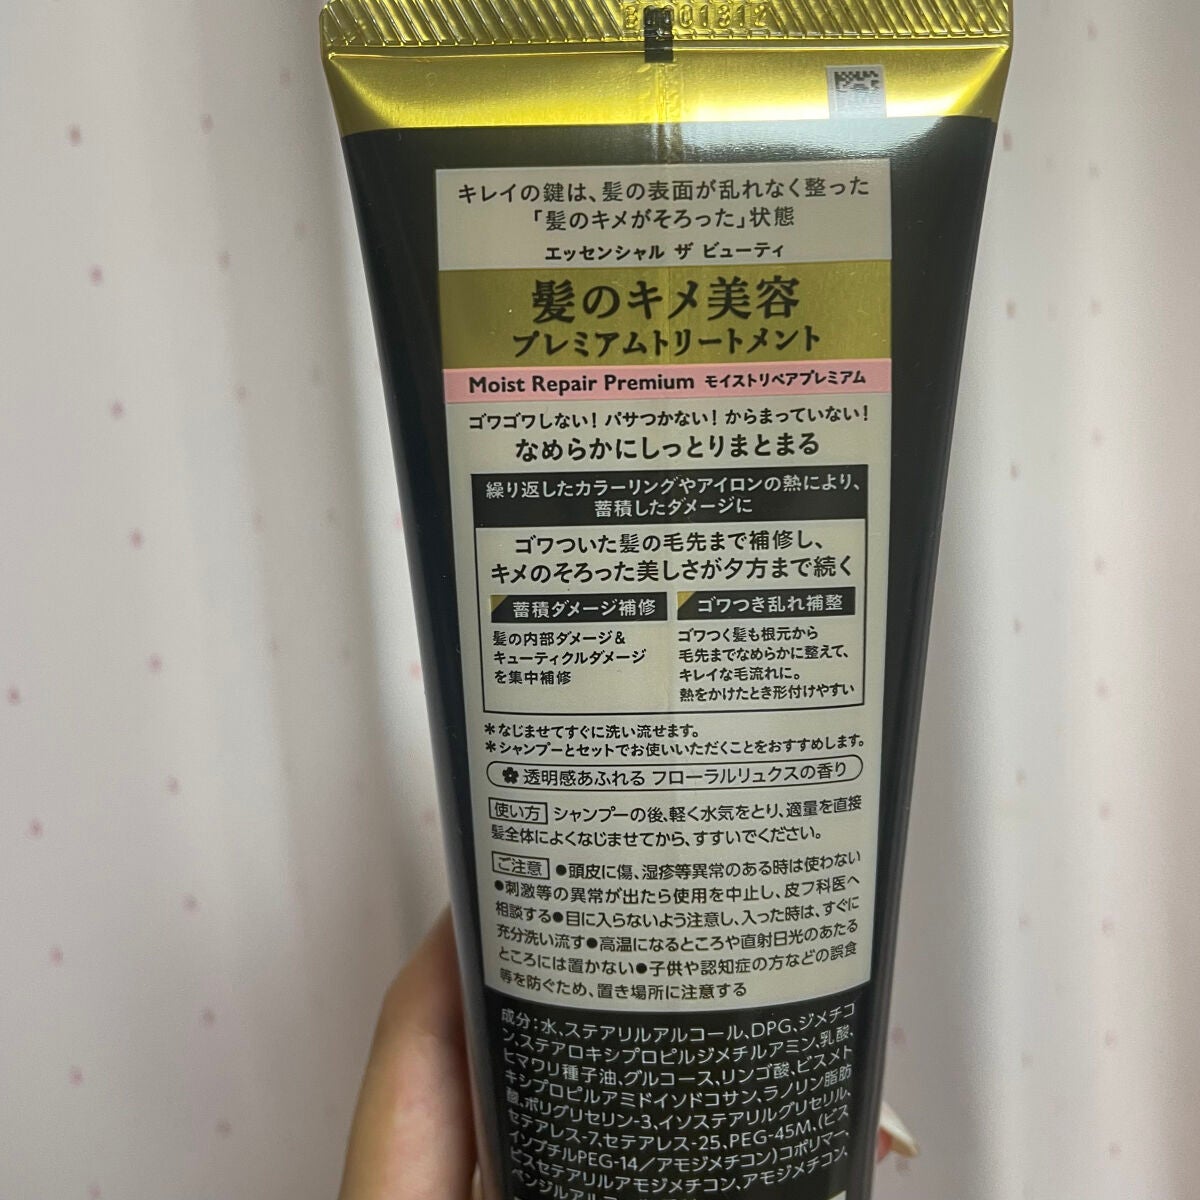 キレイの鍵は、髪の表面が乱れなく整った
「髪のキメがそろった」状態
エッセンシャル ザ ビューティ
髪のキメ美容
プレミアムトリートメント
Moist Repair Premium モイストリペアプレミアム
ゴワゴワしない！パサつかない！からまっていない！
なめらかにしっとりまとまる
繰り返したカラーリングやアイロンの熱により、
蓄積したダメージに
ゴワついた髪の毛先まで補修し、
キメのそろった美しさが夕方まで続く
蓄積ダメージ補修
髪の内部ダメージ＆
キューティクルダメージ
を集中補修
ゴワつき乱れ補整
ゴワつく髪も根元から
毛先までなめらかに整えて、
キレイな毛流れに。
熱をかけたとき形付けやすい
＊なじませてすぐに洗い流せます。
＊シャンプーとセットでお使いいただくことをおすすめします。
透明感あふれる フローラルリュクスの香り
使い方 シャンプーの後、軽く水気をとり、適量を直接
髪全体によくなじませてから、すすいでください。
ご注意 ●頭皮に傷、湿疹等異常のある時は使わない
●刺激等の異常が出たら使用を中止し、皮フ科医へ
相談する●目に入らないよう注意し、入った時は、すぐに
充分洗い流す●高温になるところや直射日光のあたる
ところには置かない●子供や認知症の方などの誤食
等を防ぐため、置き場所に注意する
成分：水、ステアリルアルコール、DPG、ジメチコ
ン、ステアロキシプロピルジメチルアミン、乳酸、
ヒマワリ種子油、グルコース、リンゴ酸、ビスメト
キシプロピルアミドイソドコサン、ラノリン脂肪
酸、ポリグリセリン-3、イソステアリルグリセリル、
セテアレス-7、セテアレス-25、PEG-45M、(ビス
イソブチルPEG-14／アモジメチコン)コポリマー、
ビスセテアリルアモジメチコン、アモジメチコン、
ベンジルアルコ